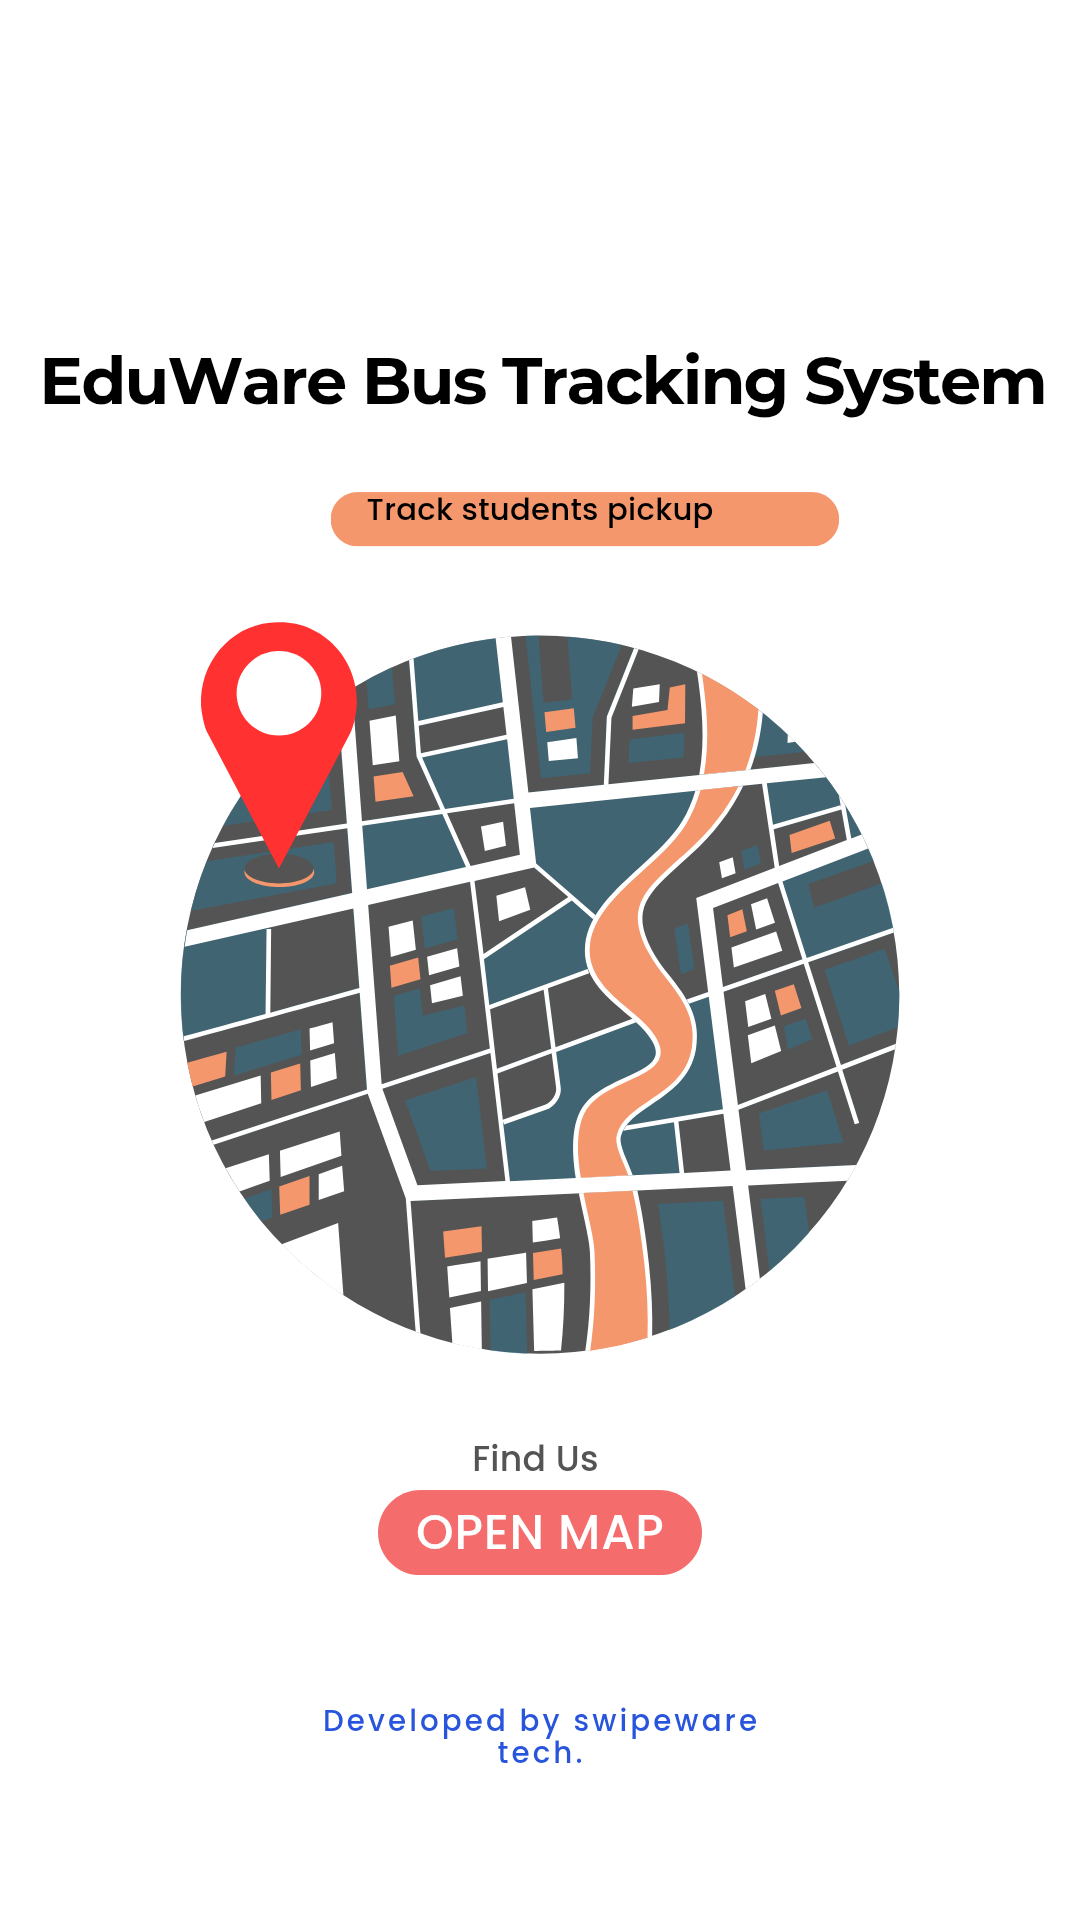 EduWare Bus Tracking System
Track students pickup
Find Us
OPEN MAP
Developed by swipeware
tech.